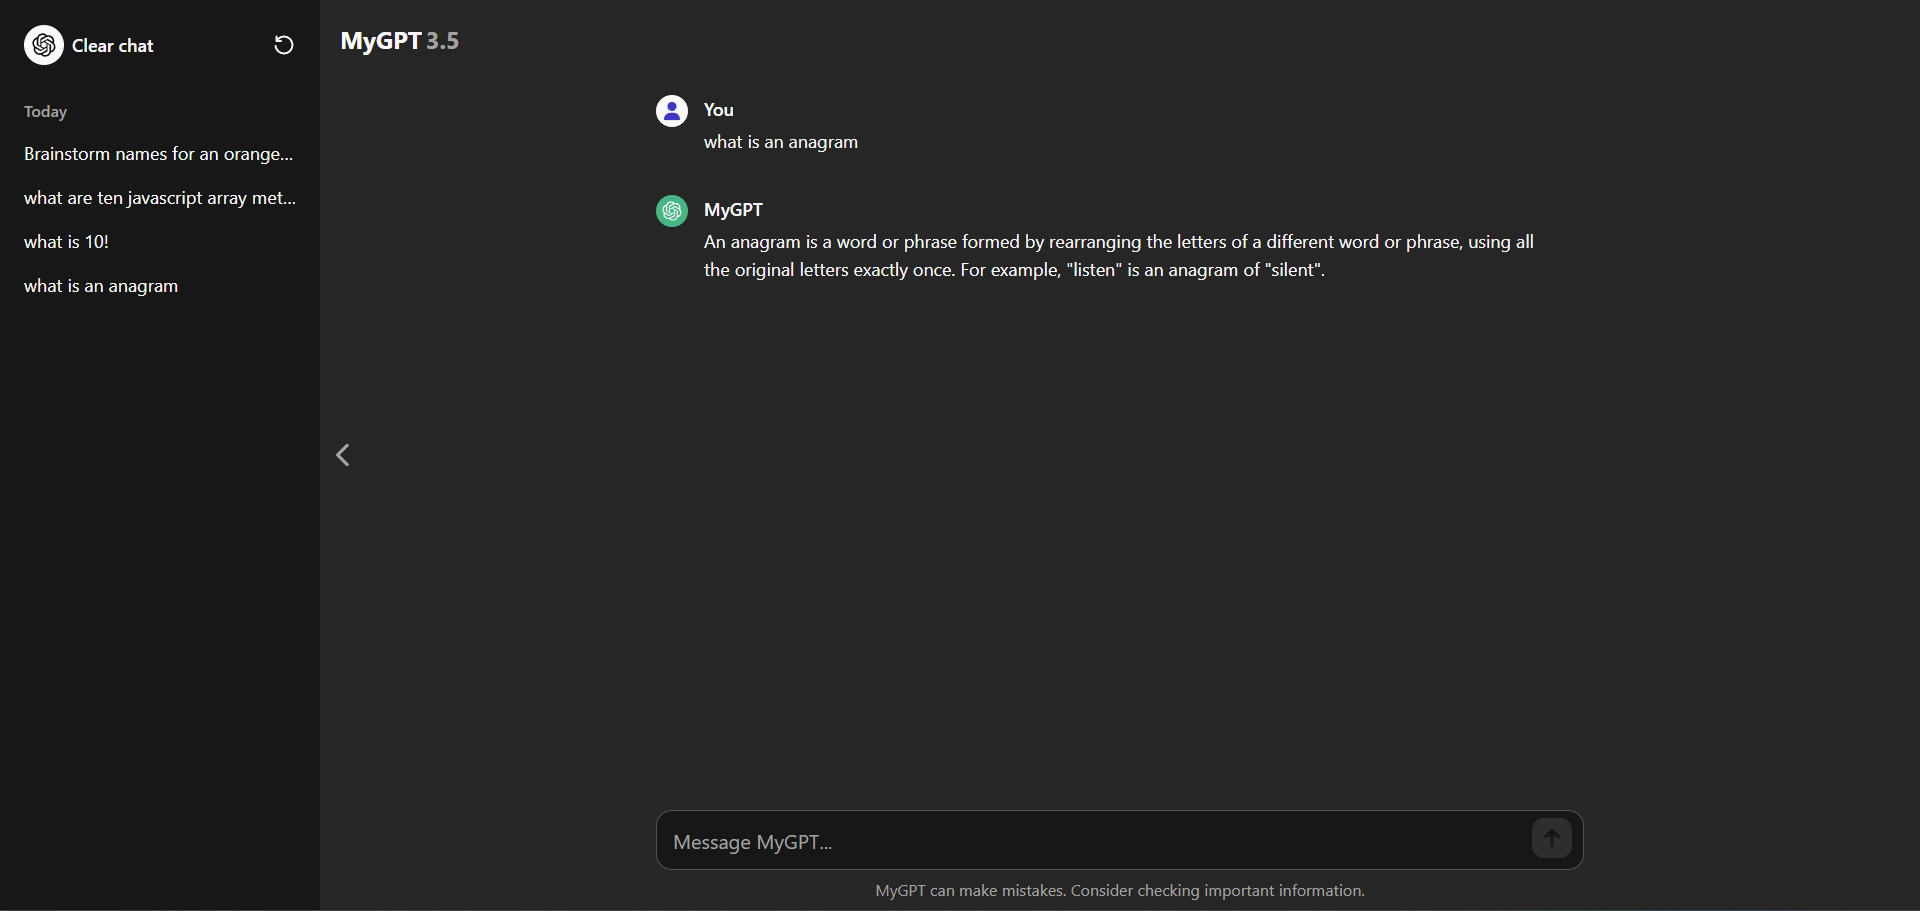 Clear chat
Today
Brainstorm names for an orange...
what are ten javascript array met...
what is 10!
what is an anagram
MyGPT 3.5
You
what is an anagram
MyGPT
An anagram is a word or phrase formed by rearranging the letters of a different word or phrase, using all
the original letters exactly once. For example, "listen" is an anagram of "silent".
Message MyGPT...
MyGPT can make mistakes. Consider checking important information.